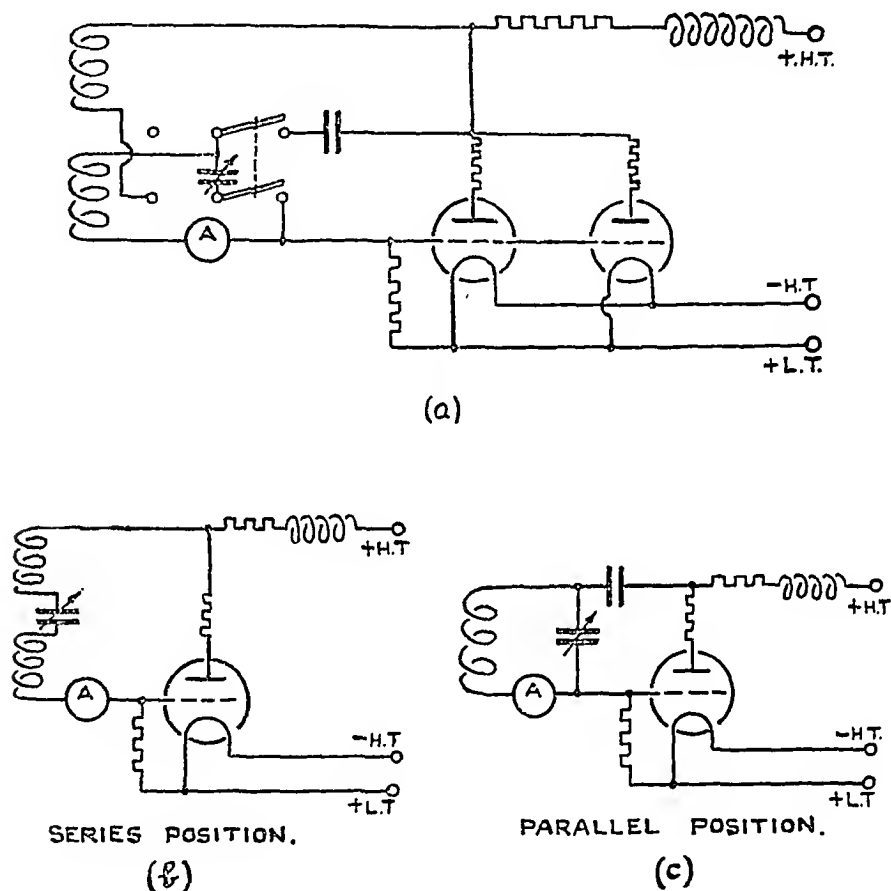 +.H.T.
A
-H.T
+L.T.
(a)
+H.T
A
-H.T
+L.T
SERIES POSITION.
(b)
+H.T
A
-H.T.
+L.T
PARALLEL POSITION.
(c)